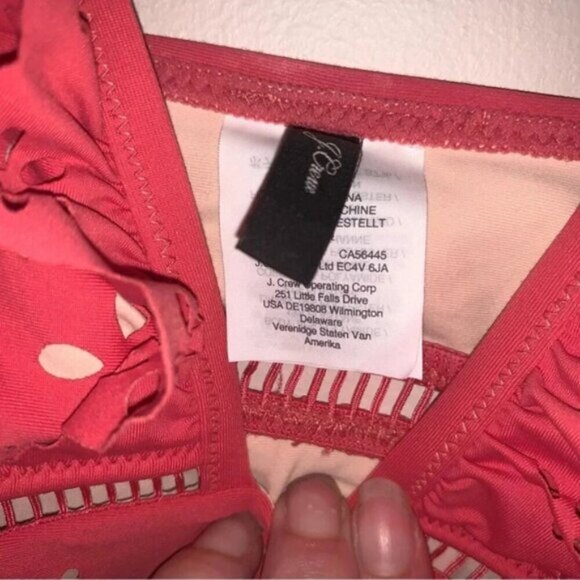 J.Crew
NA
CHINE
ESTELLT
CA56445
J. Ltd EC4V 6JA
J. Crew Operating Corp
251 Little Falls Drive
USA DE19808 Wilmington
Delaware
Verenidge Staten Van
Amerika